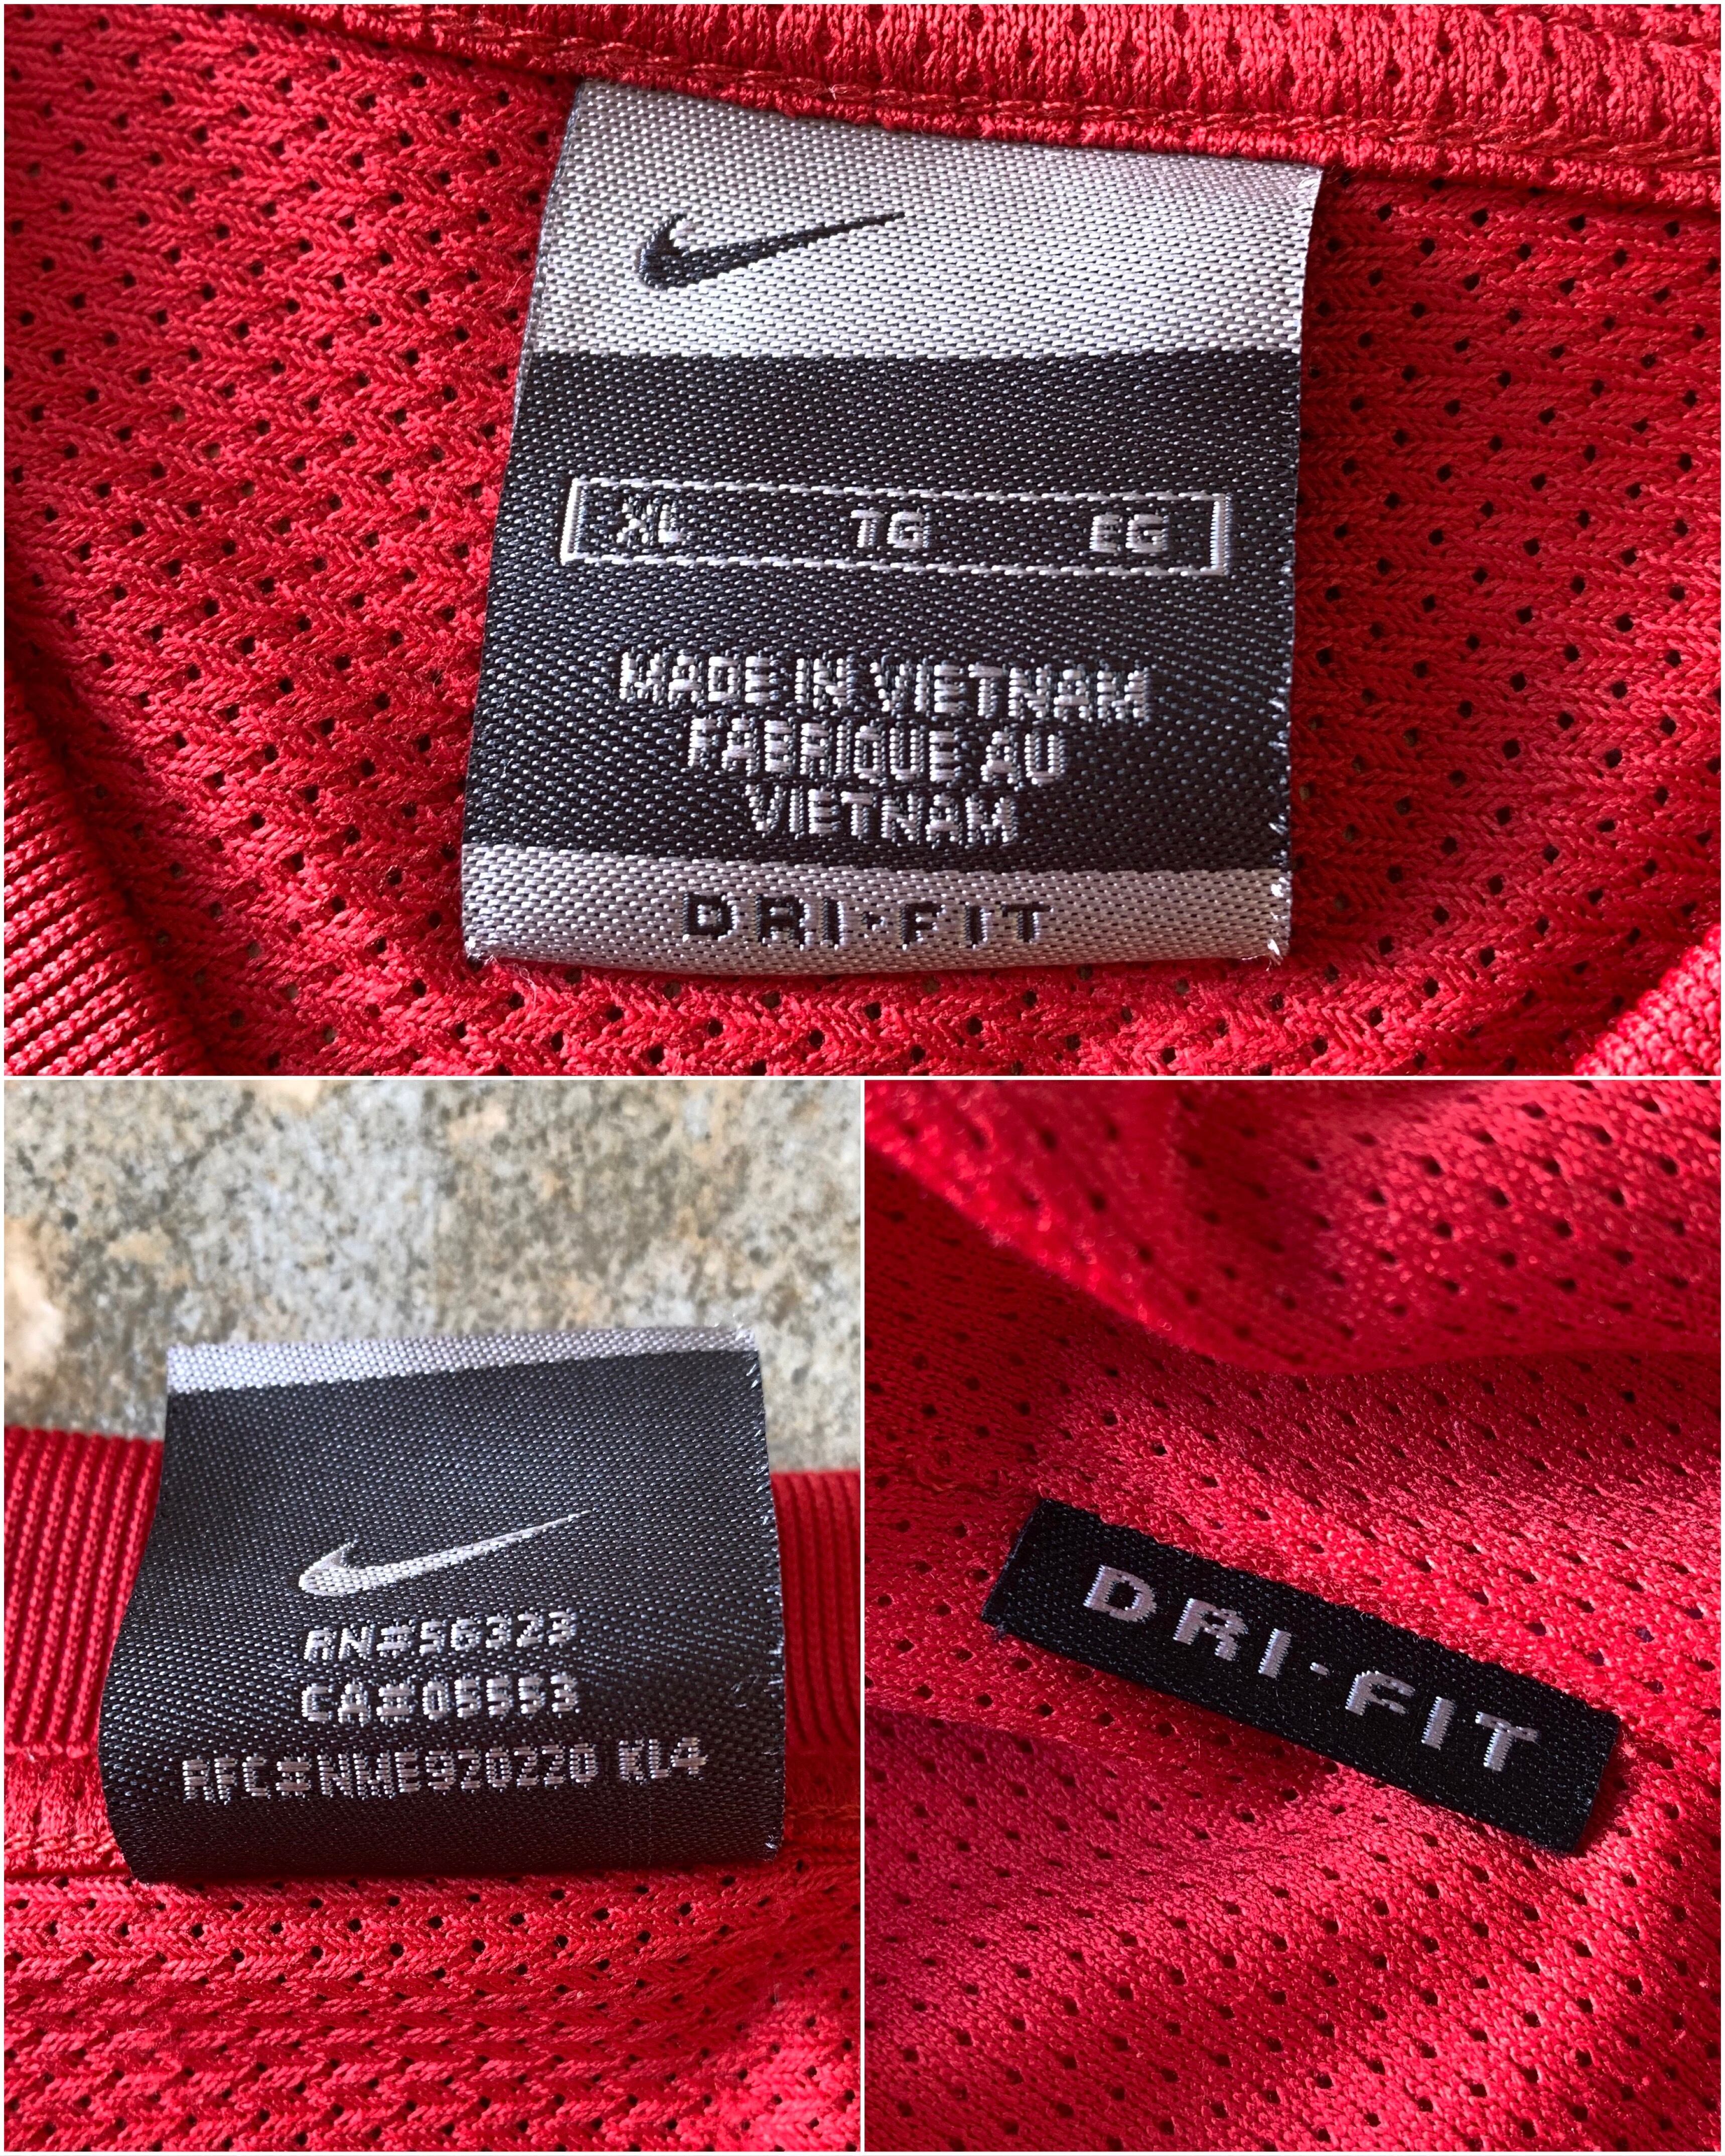 XL TG EG
MADE IN VIETNAM
FABRIQUE AU
VIETNAM
DRI-FIT
RN#56323
CA#05553
RFC#NME970220 KL4
DRI-FIT